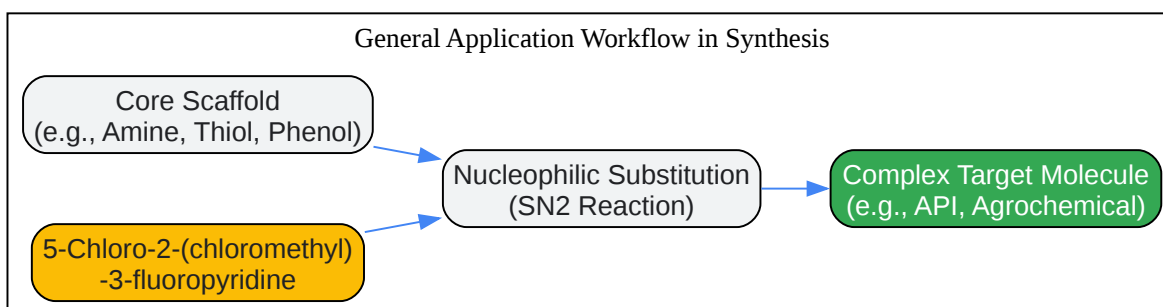 General Application Workflow in Synthesis
Core Scaffold
(e.g., Amine, Thiol, Phenol)
5-Chloro-2-(chloromethyl)
-3-fluoropyridine
Nucleophilic Substitution
(SN2 Reaction)
Complex Target Molecule
(e.g., API, Agrochemical)